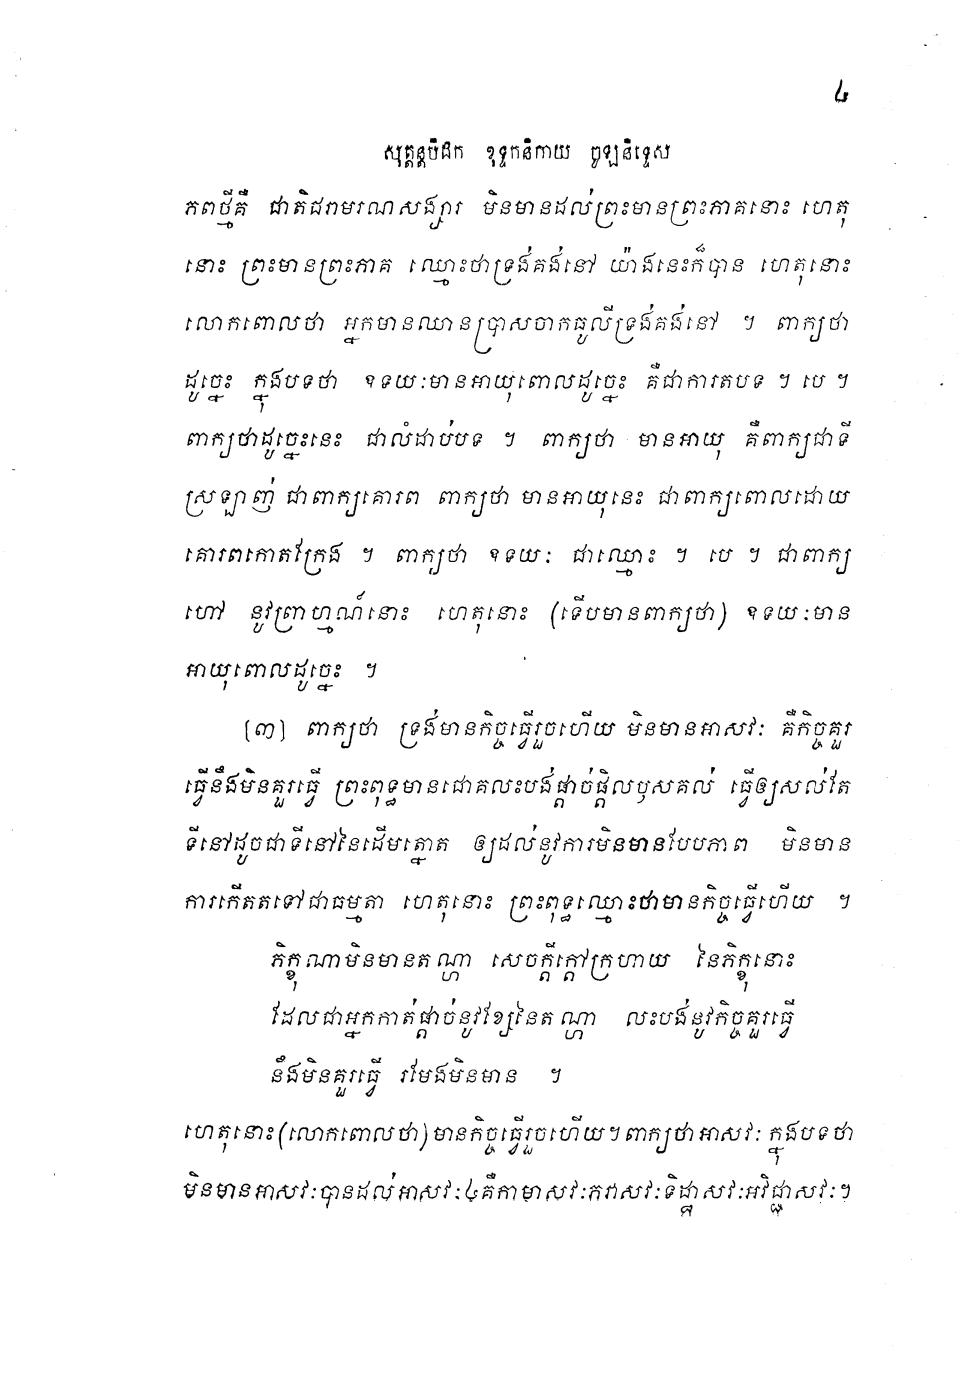 ៤
សុត្តន្តបិដក ខុទ្ទកនិកាយ ចូឡនិទ្ទេស
ភពថ្មីគឺ ជាតិជរាមរណសង្សារ មិនមានដល់ព្រះមានព្រះភាគនោះ ហេតុ
នោះ ព្រះមានព្រះភាគ ឈ្មោះថាទ្រង់គង់នៅ យ៉ាងនេះក៏បាន ហេតុនោះ
លោកពោលថា អ្នកមានឈានប្រាសចាកធូលីទ្រង់គង់នៅ ។ ពាក្យថា
ដូច្នេះ ក្នុងបទថា ឧទយៈមានអាយុពោលដូច្នេះ គឺជាការតបទ ។ បេ ។
ពាក្យថាដូច្នេះនេះ ជាលំដាប់បទ ។ ពាក្យថា មានអាយុ គឺពាក្យជាទី
ស្រឡាញ់ ជាពាក្យគោរព ពាក្យថា មានអាយុនេះ ជាពាក្យពោលដោយ
គោរពកោតក្រែង ។ ពាក្យថា ឧទយៈ ជាឈ្មោះ ។ បេ ។ ជាពាក្យ
ហៅ នូវព្រាហ្មណ៍នោះ ហេតុនោះ (ទើបមានពាក្យថា) ឧទយៈមាន
អាយុពោលដូច្នេះ ។
[៣] ពាក្យថា ទ្រង់មានកិច្ចធ្វើរួចហើយ មិនមានអាសវៈ គឺកិច្ចគួរ
ធ្វើនឹងមិនគួរធ្វើ ព្រះពុទ្ធមានជោគលះបង់ផ្តាច់ផ្តិលឫសគល់ ធ្វើឲ្យសល់តែ
ទីនៅដូចជាទីនៅនៃដើមត្នោត ឲ្យដល់នូវការមិនមានបែបភាព មិនមាន
ការកើតតទៅជាធម្មតា ហេតុនោះ ព្រះពុទ្ធឈ្មោះថាមានកិច្ចធ្វើហើយ ។
ភិក្ខុណាមិនមានតណ្ហា សេចក្តីក្តៅក្រហាយ នៃភិក្ខុនោះ
ដែលជាអ្នកកាត់ផ្តាច់នូវខ្សែនៃតណ្ហា លះបង់នូវកិច្ចគួរធ្វើ
នឹងមិនគួរធ្វើ រមែងមិនមាន ។
ហេតុនោះ(លោកពោលថា)មានកិច្ចធ្វើរួចហើយ។ពាក្យថាអាសវៈ ក្នុងបទថា
មិនមានអាសវៈបានដល់អាសវៈ៤គឺកាមាសវៈភវាសវៈទិដ្ឋាសវៈអវិជ្ជាសវៈ។